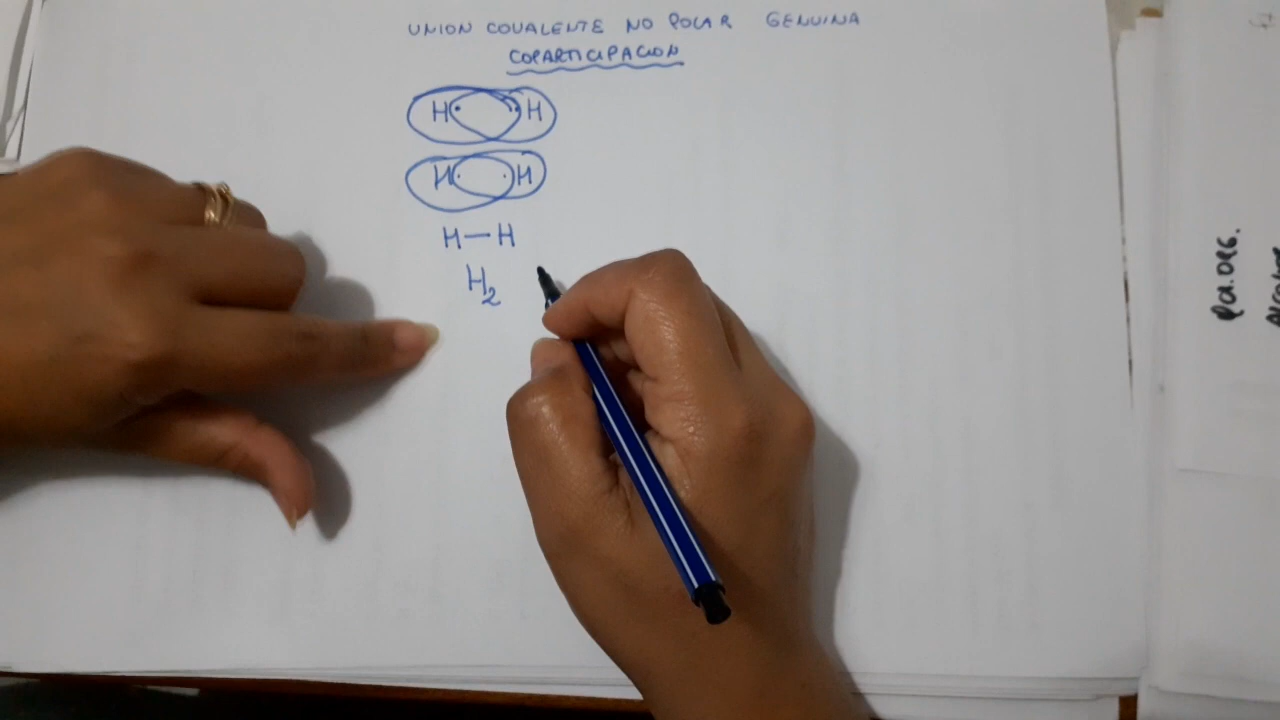 UNION COVALENTE NO POLAR GENUINA
COPARTICIPACION
H · · H
H · · H
H — H
H₂